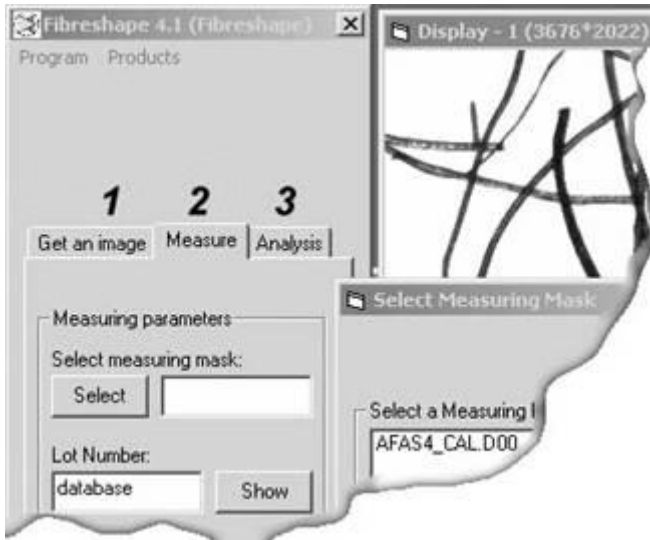 Fibreshape 4.1 (Fibreshape)
Program Products
1 2 3
Get an image Measure Analysis
Measuring parameters
Select measuring mask:
Select
Lot Number:
database Show
Display - 1 (3676*2022)
Select Measuring Mask
Select a Measuring
AFAS4_CAL.D00